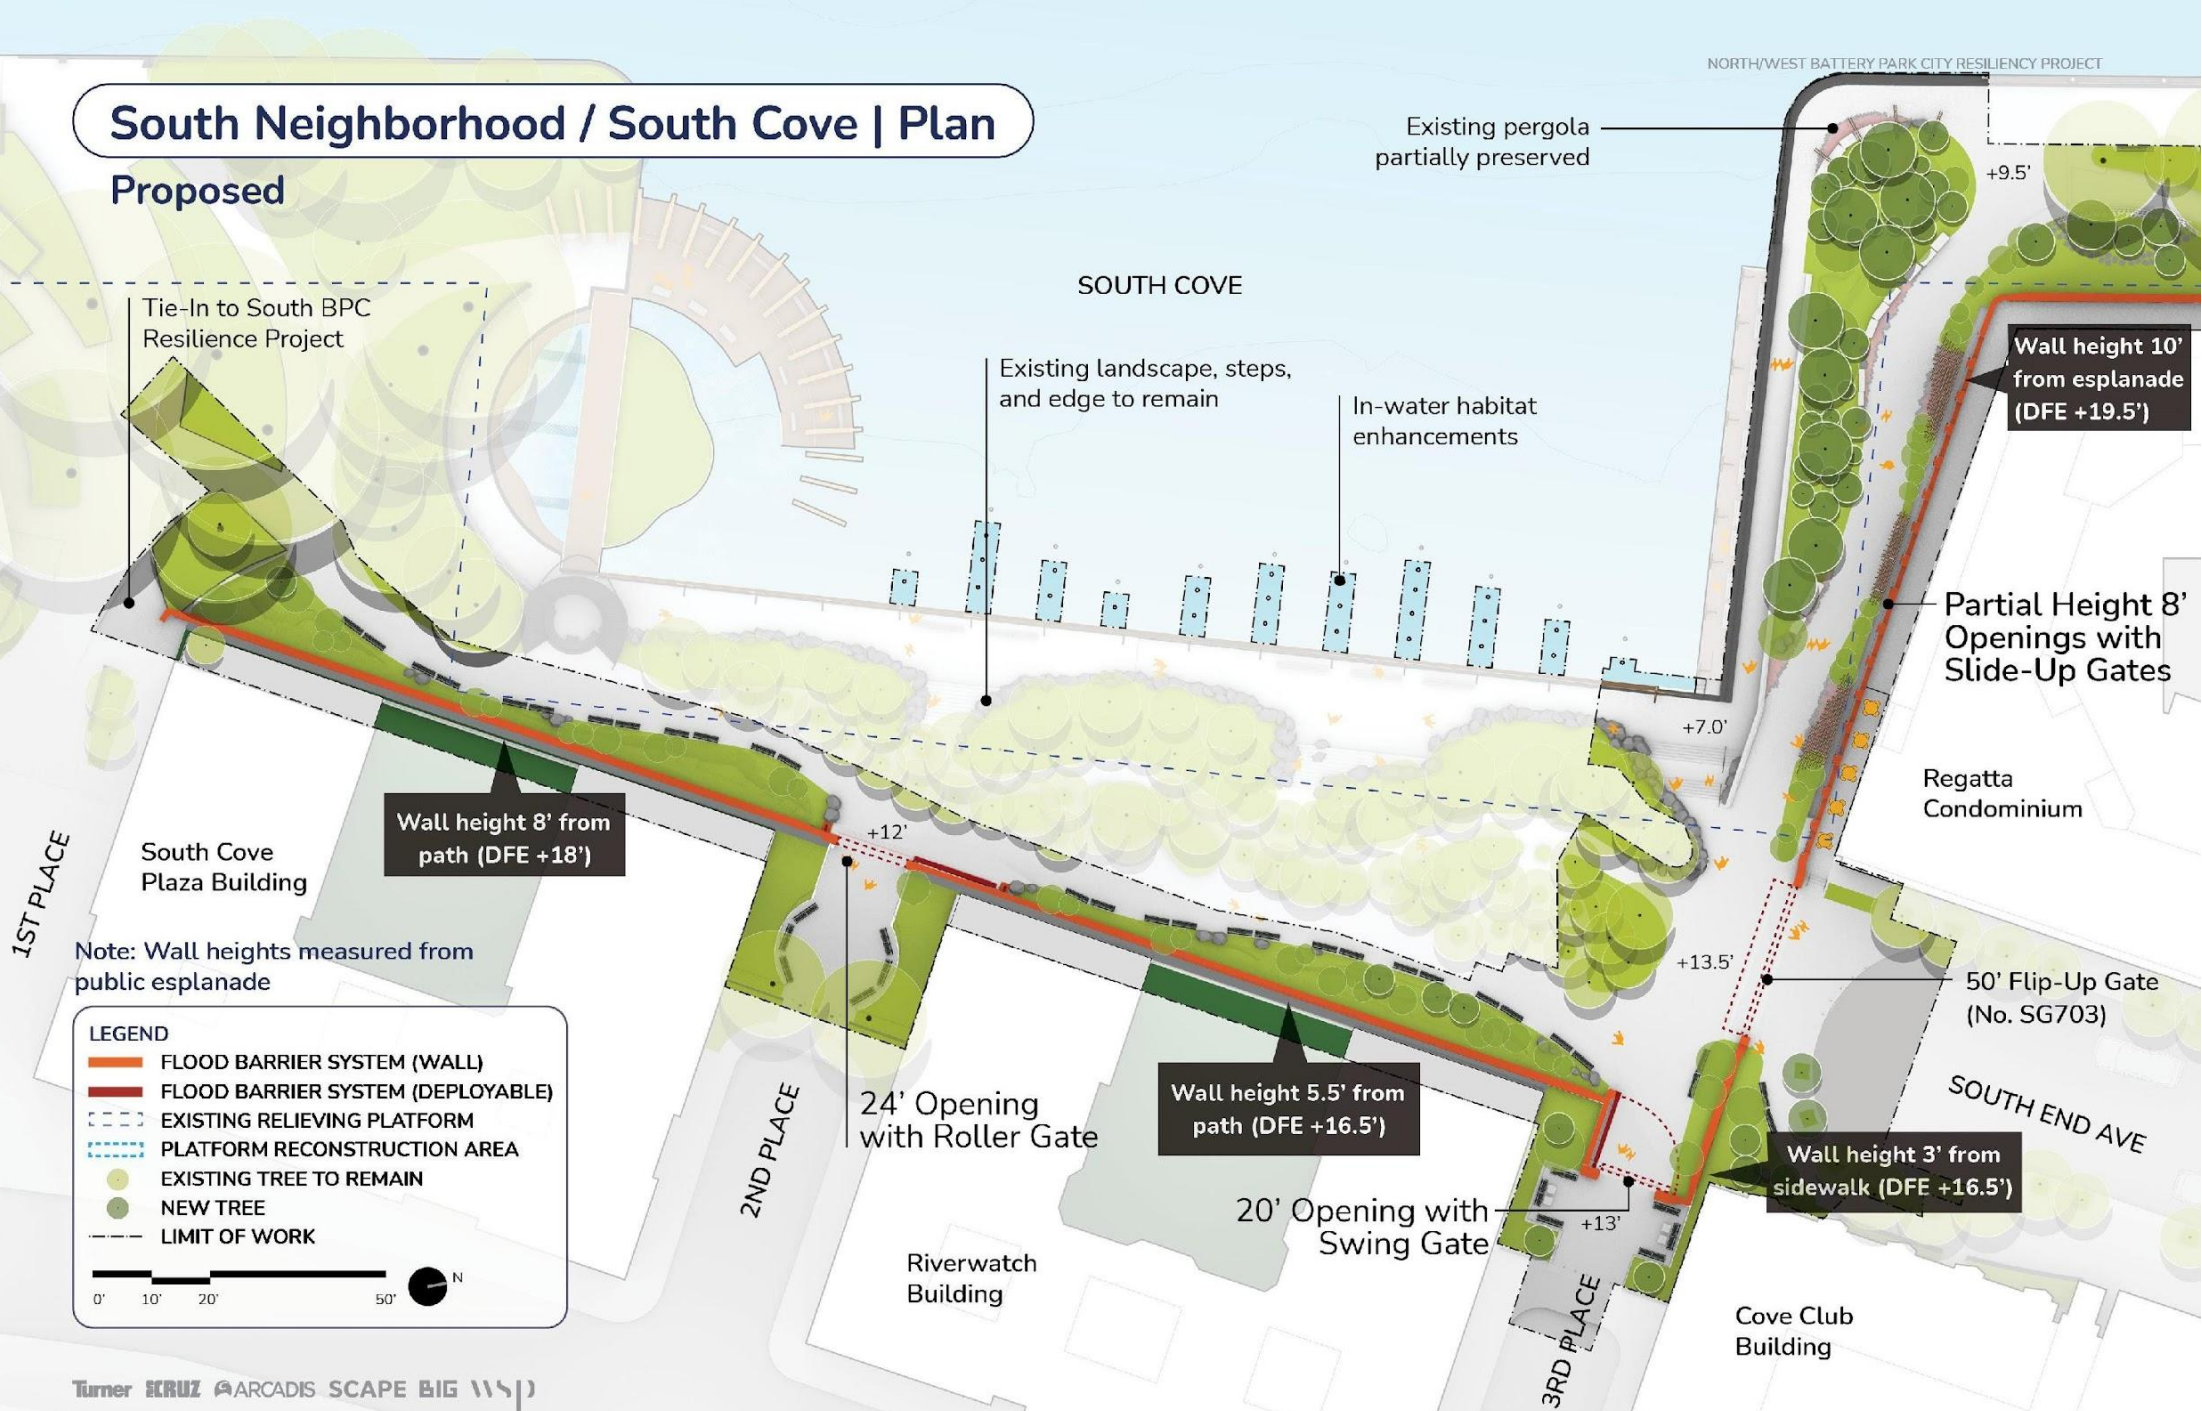 NORTH/WEST BATTERY PARK CITY RESILIENCY PROJECT
South Neighborhood / South Cove | Plan
Proposed
Existing pergola
partially preserved
+9.5’
SOUTH COVE
Tie-In to South BPC
Resilience Project
Existing landscape, steps,
and edge to remain
In-water habitat
enhancements
Wall height 10’
from esplanade
(DFE +19.5’)
Partial Height 8’
Openings with
Slide-Up Gates
+7.0’
Regatta
Condominium
Wall height 8’ from
path (DFE +18’)
+12’
South Cove
Plaza Building
1ST PLACE
Note: Wall heights measured from
public esplanade
+13.5’
50’ Flip-Up Gate
(No. SG703)
SOUTH END AVE
LEGEND
FLOOD BARRIER SYSTEM (WALL)
FLOOD BARRIER SYSTEM (DEPLOYABLE)
EXISTING RELIEVING PLATFORM
PLATFORM RECONSTRUCTION AREA
EXISTING TREE TO REMAIN
NEW TREE
LIMIT OF WORK
0’ 10’ 20’ 50’
N
2ND PLACE
24’ Opening
with Roller Gate
Wall height 5.5’ from
path (DFE +16.5’)
Wall height 3’ from
sidewalk (DFE +16.5’)
20’ Opening with
Swing Gate
+13’
Riverwatch
Building
3RD PLACE
Cove Club
Building
Turner CRUZ ARCADIS SCAPE BIG WSP